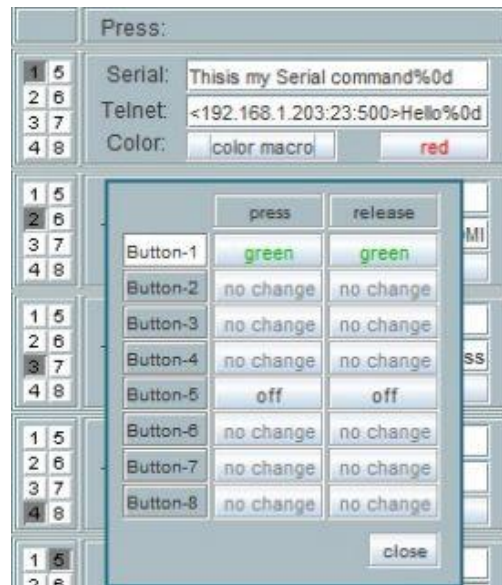 Press:
1 5
2 6
3 7
4 8
Serial: Thisis my Serial command%0d
Telnet: <192.168.1.203:23:500>Hello%0d
Color: color macro red
1 5
2 6
3 7
4 8
MI
press release
Button-1 green green
Button-2 no change no change
Button-3 no change no change
Button-4 no change no change
Button-5 off off
Button-6 no change no change
Button-7 no change no change
Button-8 no change no change
close
1 5
2 6
3 7
4 8
ss
1 5
2 6
3 7
4 8
1 5
2 6